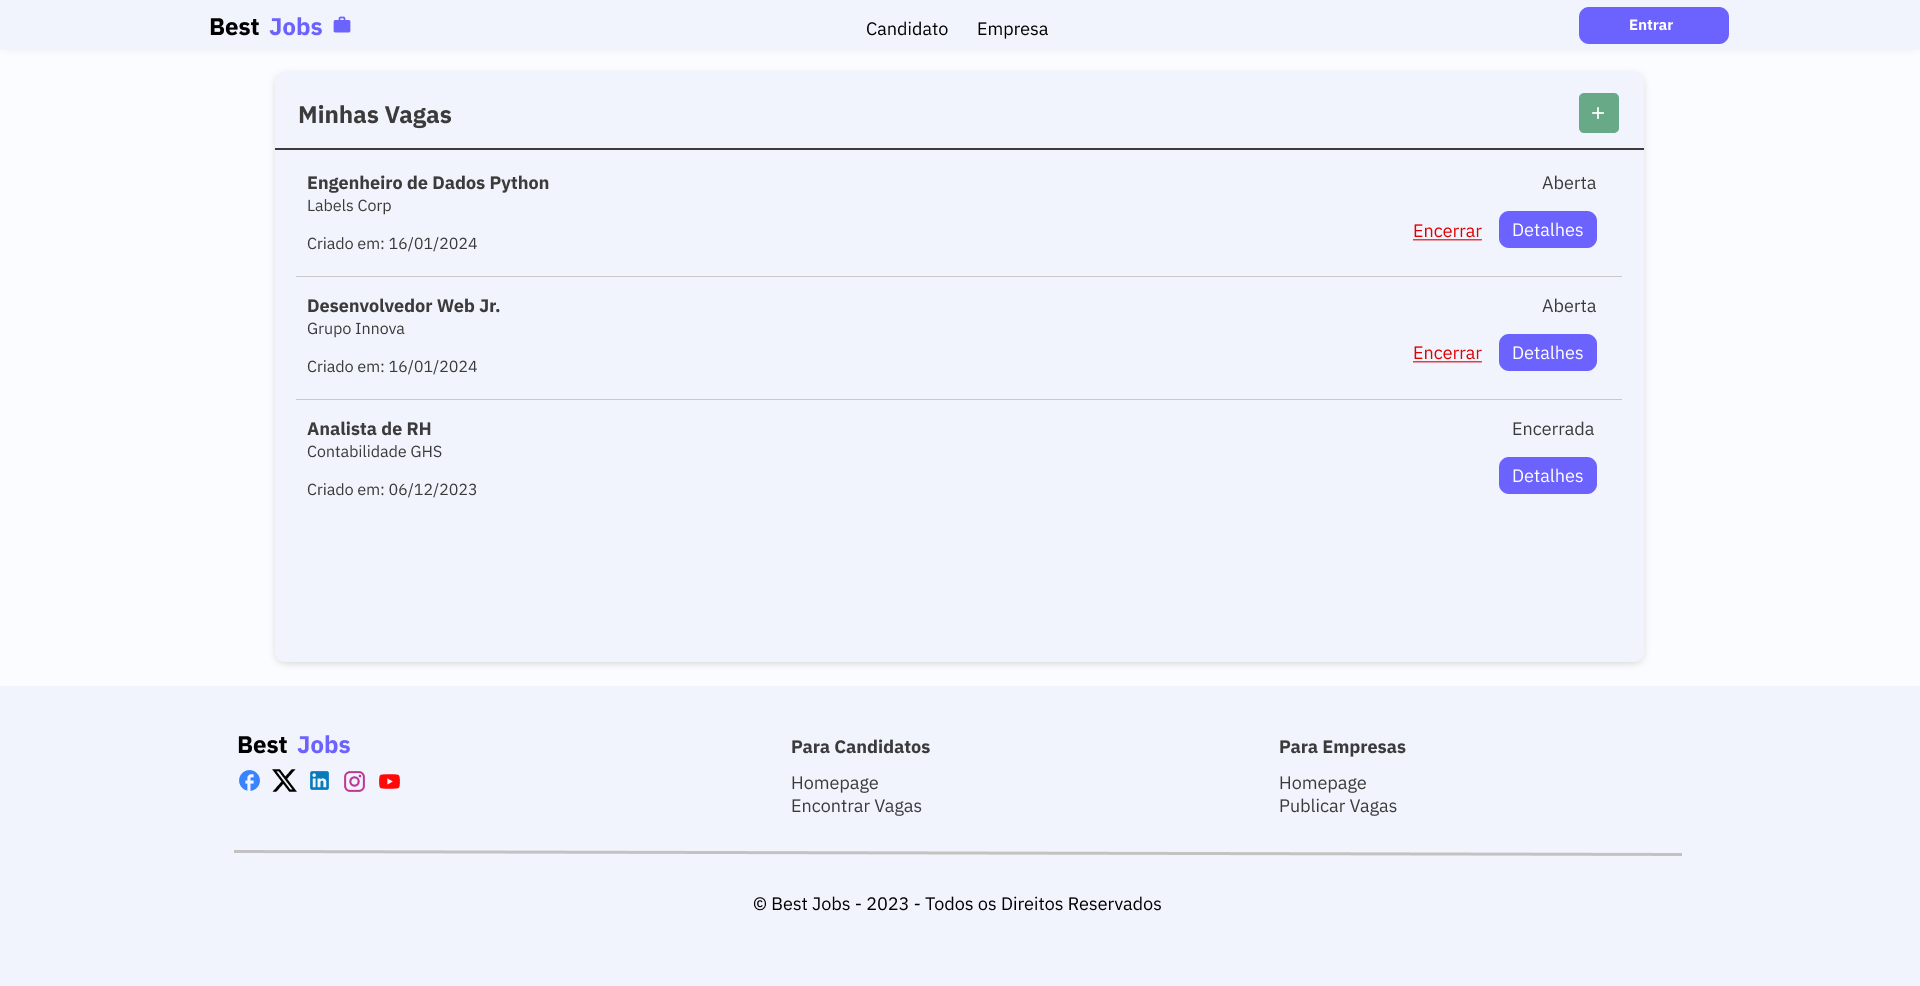 Best Jobs
Candidato Empresa
Entrar
Minhas Vagas
+
Engenheiro de Dados Python
Aberta
Labels Corp
Encerrar
Detalhes
Criado em: 16/01/2024
Desenvolvedor Web Jr.
Aberta
Grupo Innova
Encerrar
Detalhes
Criado em: 16/01/2024
Analista de RH
Encerrada
Contabilidade GHS
Detalhes
Criado em: 06/12/2023
Best Jobs
Para Candidatos
Homepage
Encontrar Vagas
Para Empresas
Homepage
Publicar Vagas
© Best Jobs - 2023 - Todos os Direitos Reservados